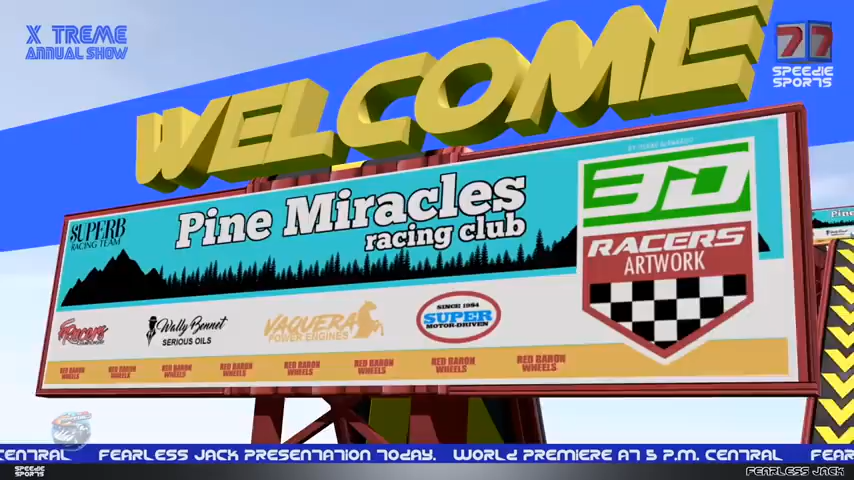 X TREME
ANNUAL SHOW
77
SPEEDIE
SPORTS
WELCOME
SUPERB
RACING TEAM
Pine Miracles
racing club
3D
RACERS
ARTWORK
Racers
Wally Bennet
SERIOUS OILS
VAQUERA
POWER ENGINES
SINCE 1984
SUPER
MOTOR-DRIVEN
RED BARON WHEELS RED BARON WHEELS RED BARON WHEELS RED BARON WHEELS RED BARON WHEELS RED BARON WHEELS RED BARON WHEELS RED BARON WHEELS
Pine
CENTRAL FEARLESS JACK PRESENTATION TODAY. WORLD PREMIERE AT 5 P.M. CENTRAL FEAR
SPEEDIE
SPORTS
FEARLESS JACK